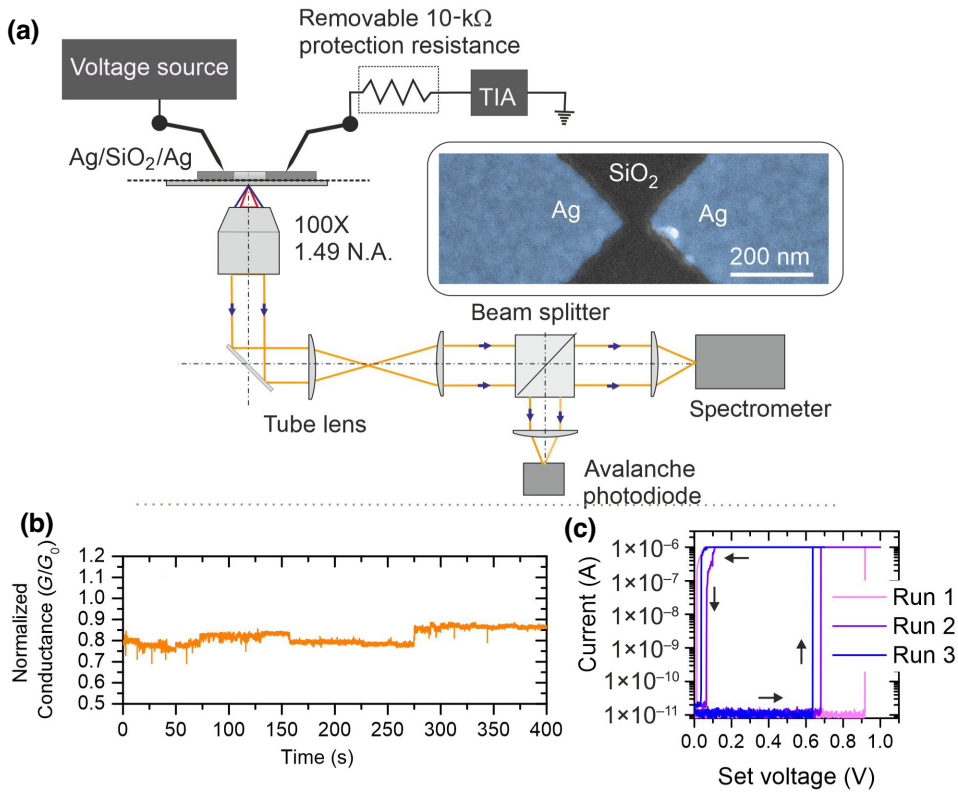 (a)
Removable 10-kΩ
protection resistance
Voltage source
TIA
Ag/SiO₂/Ag
SiO₂
Ag
Ag
200 nm
100X
1.49 N.A.
Beam splitter
Tube lens
Spectrometer
Avalanche
photodiode
(b)
Normalized
Conductance (G/G₀)
1.2
1.1
1.0
0.9
0.8
0.7
0.6
0.5
0 50 100 150 200 250 300 350 400
Time (s)
(c)
Current (A)
1×10⁻⁶
1×10⁻⁷
1×10⁻⁸
1×10⁻⁹
1×10⁻¹⁰
1×10⁻¹¹
Run 1
Run 2
Run 3
0.0 0.2 0.4 0.6 0.8 1.0
Set voltage (V)